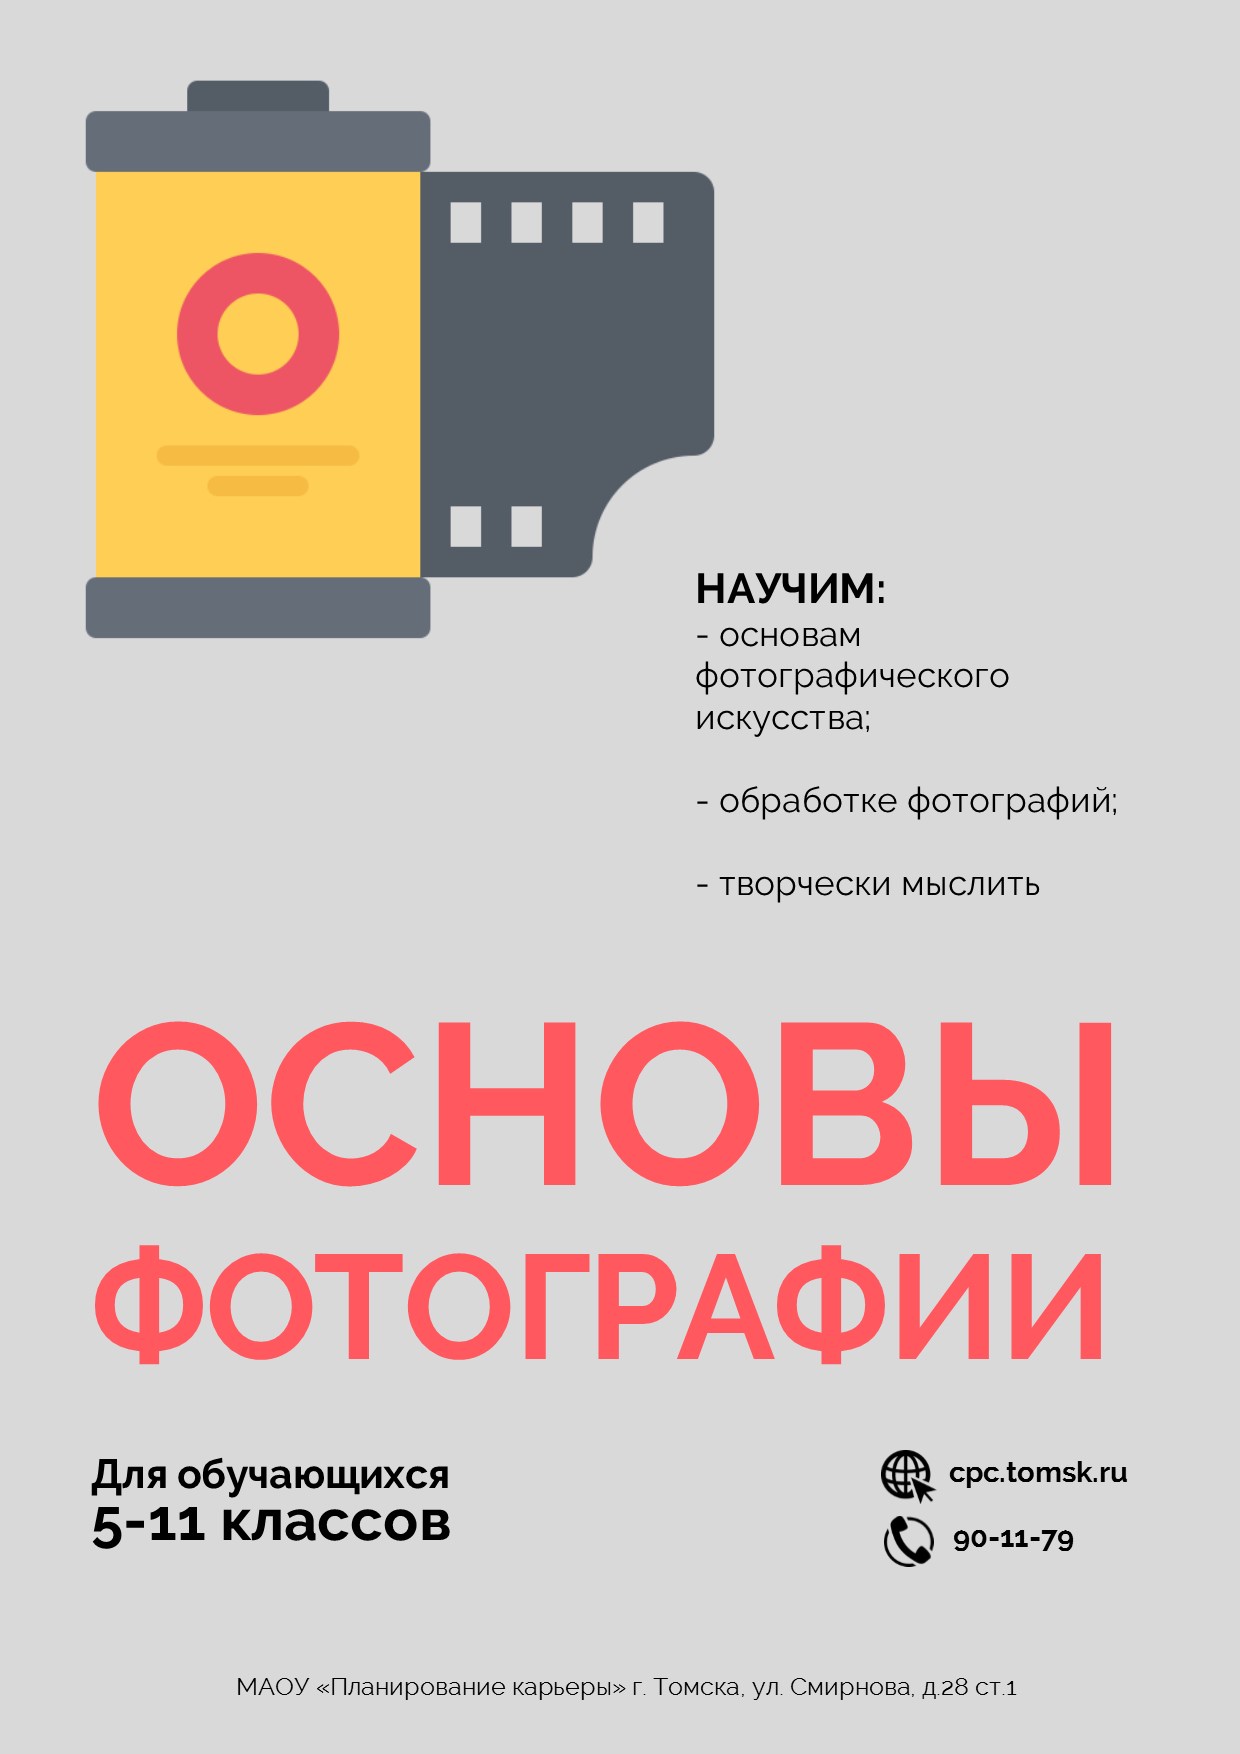 НАУЧИМ:
- основам
фотографического
искусства;
- обработке фотографий;
- творчески мыслить
ОСНОВЫ
ФОТОГРАФИИ
Для обучающихся
5-11 классов
cpc.tomsk.ru
90-11-79
МАОУ «Планирование карьеры» г. Томска, ул. Смирнова, д.28 ст.1